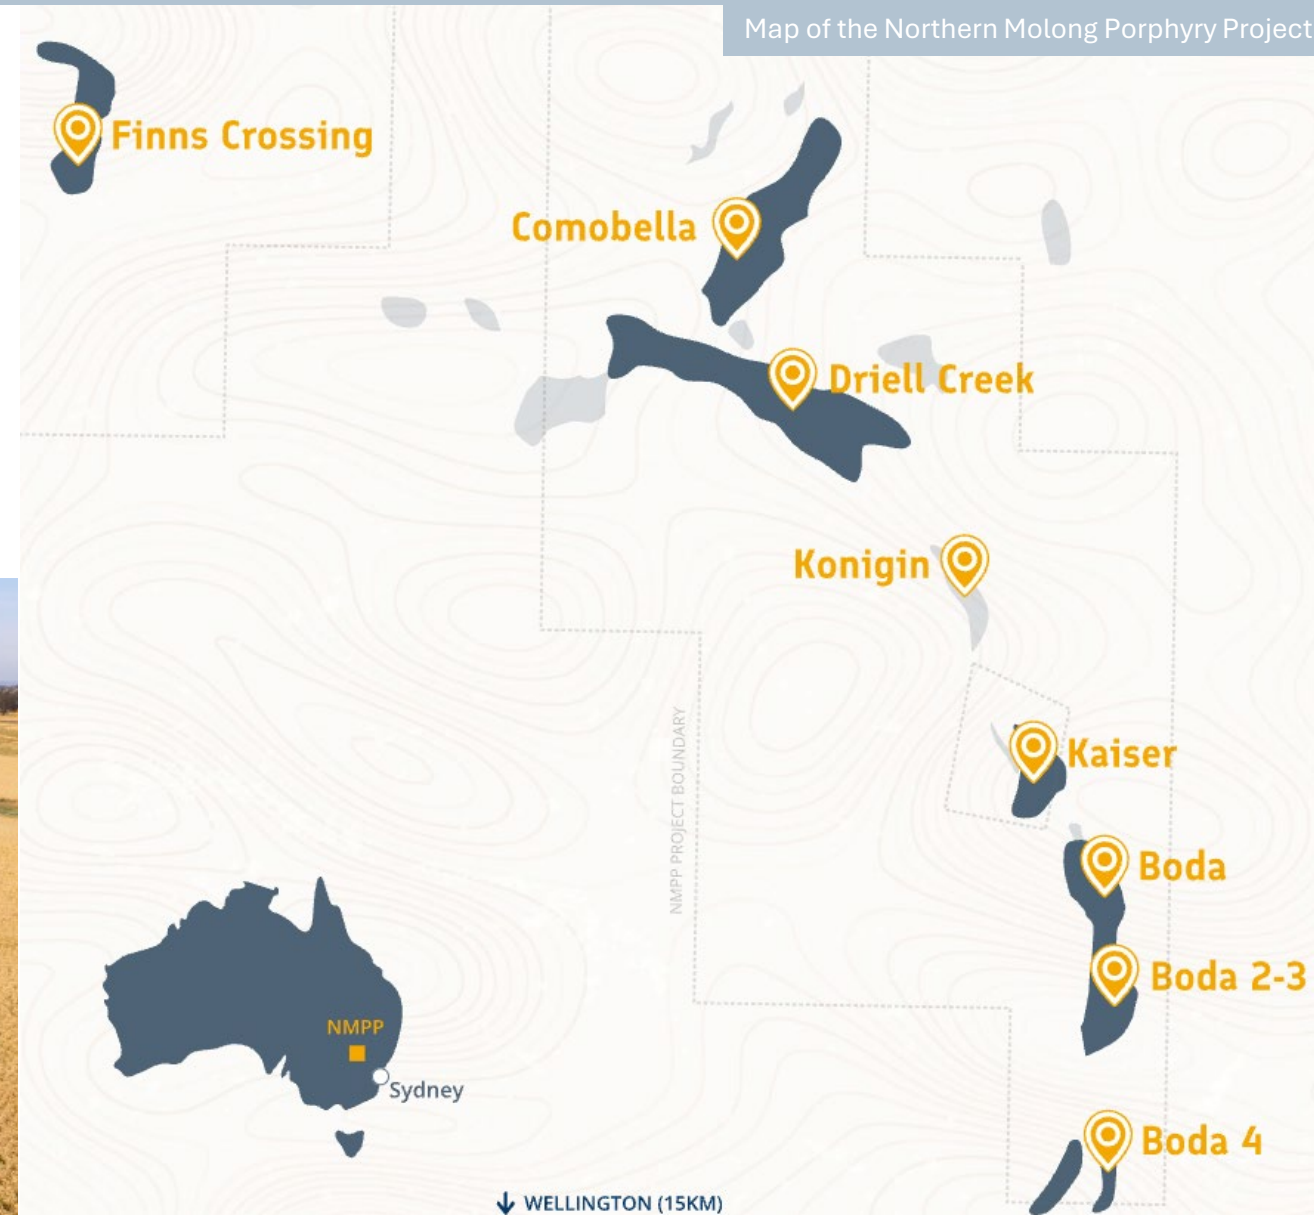 Map of the Northern Molong Porphyry Project
Finns Crossing
Comobella
Driell Creek
Konigin
Kaiser
NMPP PROJECT BOUNDARY
Boda
Boda 2-3
NMPP
Sydney
Boda 4
WELLINGTON (15KM)